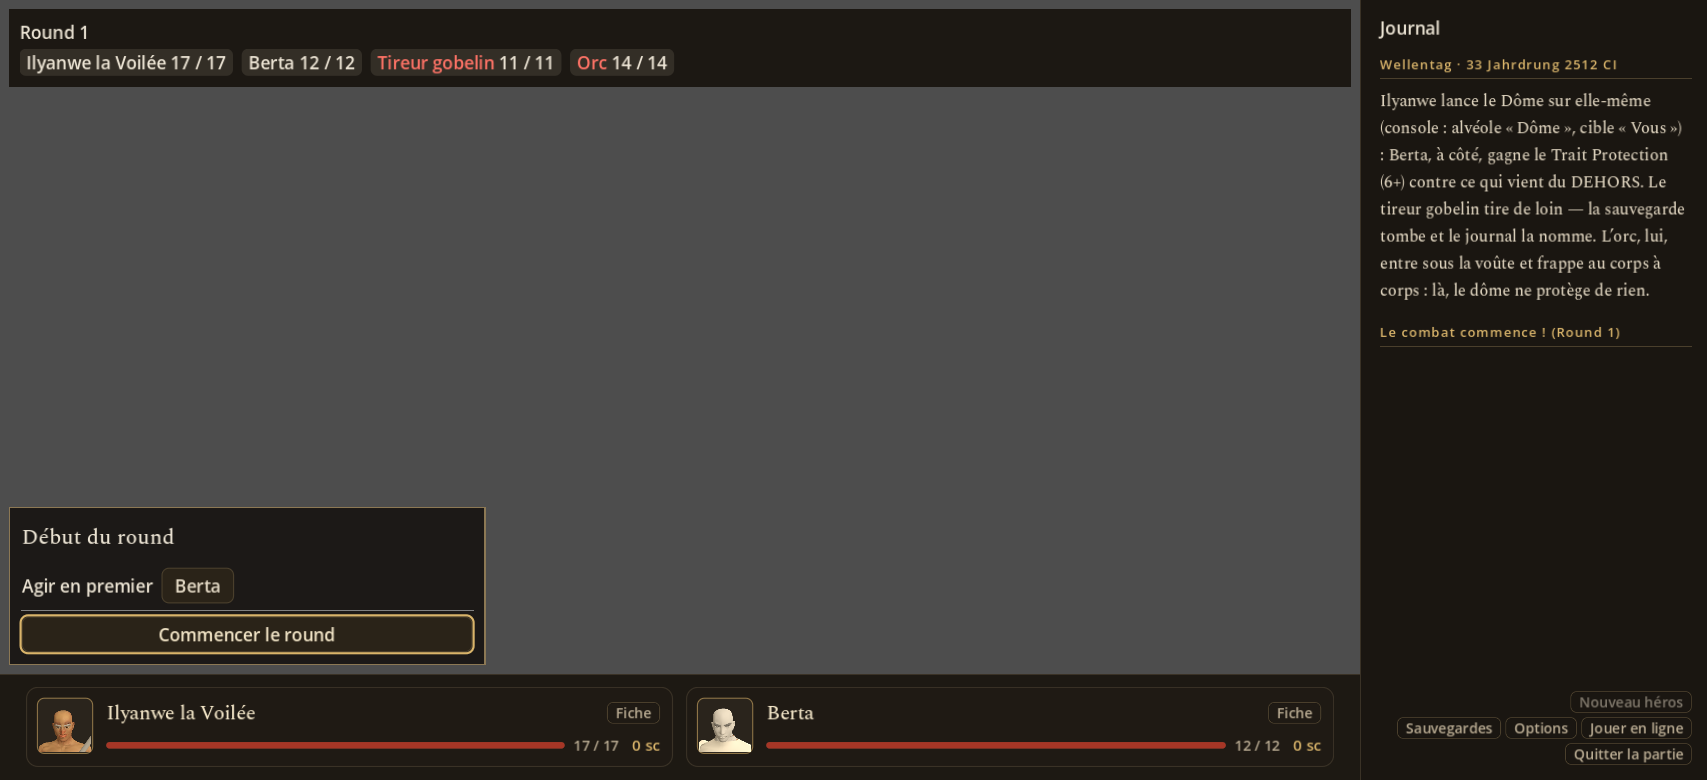 Round 1
Ilyanwe la Voilée 17 / 17 Berta 12 / 12 Tireur gobelin 11 / 11 Orc 14 / 14
Début du round
Agir en premier Berta
Commencer le round
Ilyanwe la Voilée Fiche
17 / 17 0 sc
Berta Fiche
12 / 12 0 sc
Journal
Wellentag · 33 Jahrdrung 2512 CI
Ilyanwe lance le Dôme sur elle-même
(console : alvéole « Dôme », cible « Vous »)
: Berta, à côté, gagne le Trait Protection
(6+) contre ce qui vient du DEHORS. Le
tireur gobelin tire de loin — la sauvegarde
tombe et le journal la nomme. L’orc, lui,
entre sous la voûte et frappe au corps à
corps : là, le dôme ne protège de rien.
Le combat commence ! (Round 1)
Nouveau héros
Sauvegardes Options Jouer en ligne
Quitter la partie